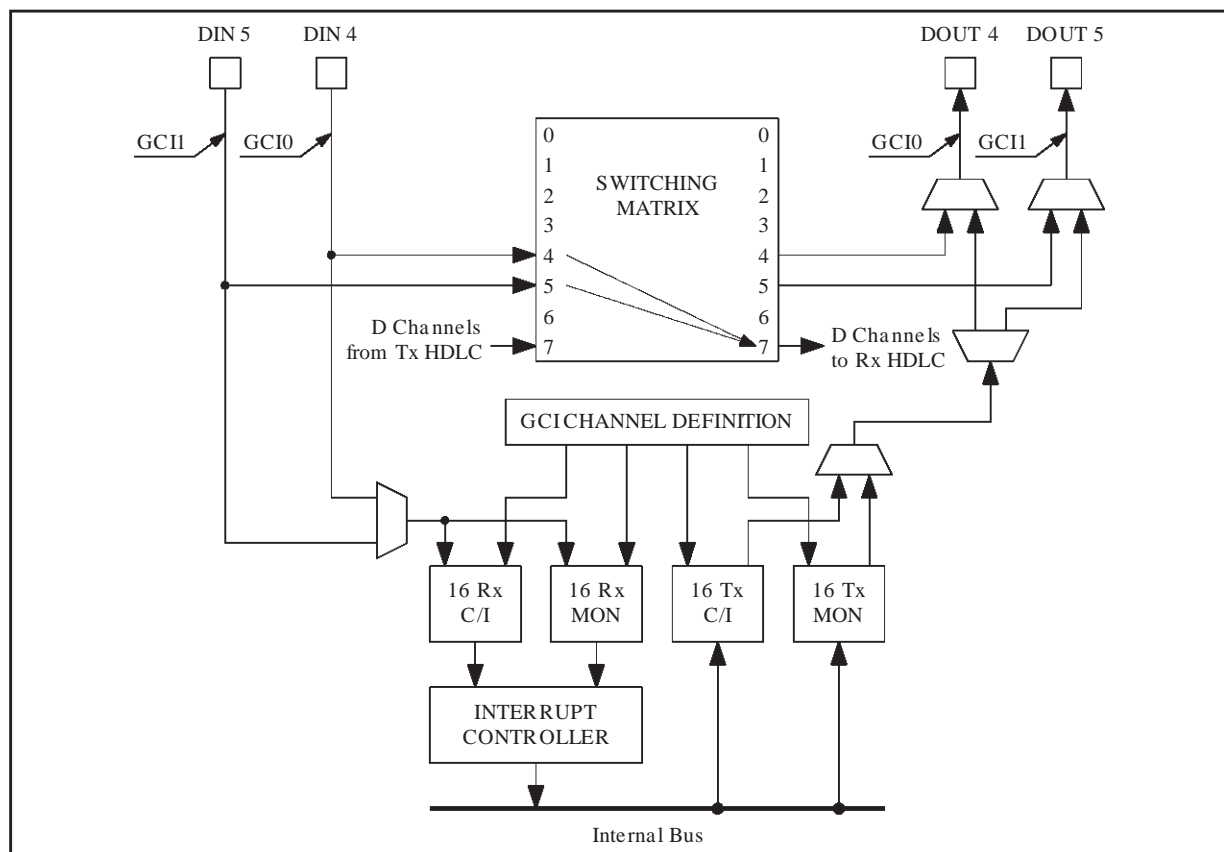 DIN 5
DIN 4
DOUT 4
DOUT 5
GCI1
GCI0
GCI0
GCI1
0
1
2
3
4
5
6
7
SWITCHING
MATRIX
0
1
2
3
4
5
6
7
D Channels
from Tx HDLC
D Channels
to Rx HDLC
GCI CHANNEL DEFINITION
16 Rx
C/I
16 Rx
MON
16 Tx
C/I
16 Tx
MON
INTERRUPT
CONTROLLER
Internal Bus